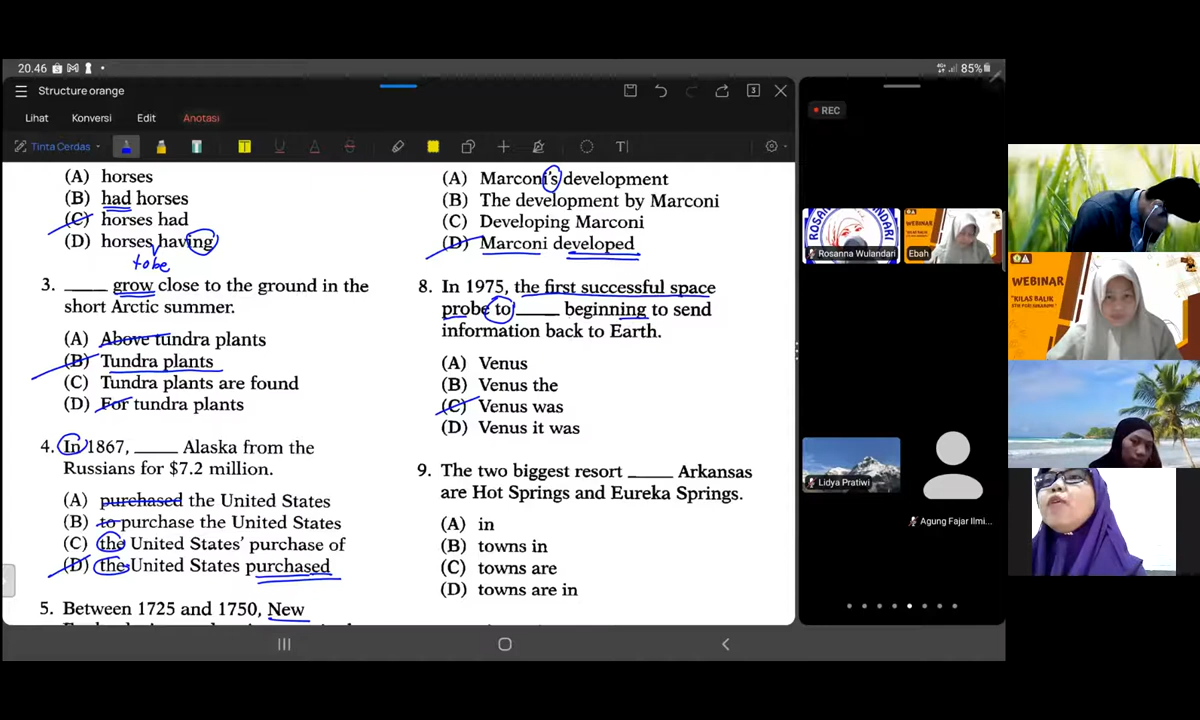 20.46
85%
Structure orange
3
Lihat Konversi Edit Anotasi
Tinta Cerdas
T
T
(A) horses
(B) had horses
(C) horses had
(D) horses having
to be
3. _____ grow close to the ground in the
short Arctic summer.
(A) Above tundra plants
(B) Tundra plants
(C) Tundra plants are found
(D) For tundra plants
4. In 1867, _____ Alaska from the
Russians for $7.2 million.
(A) purchased the United States
(B) to purchase the United States
(C) the United States' purchase of
(D) the United States purchased
5. Between 1725 and 1750, New
(A) Marconi's development
(B) The development by Marconi
(C) Developing Marconi
(D) Marconi developed
8. In 1975, the first successful space
probe to _____ beginning to send
information back to Earth.
(A) Venus
(B) Venus the
(C) Venus was
(D) Venus it was
9. The two biggest resort _____ Arkansas
are Hot Springs and Eureka Springs.
(A) in
(B) towns in
(C) towns are
(D) towns are in
REC
Rosanna Wulandari
WEBINAR
Ebah
Lidya Pratiwi
Agung Fajar Ilmi...
WEBINAR
"KILAS BALIK